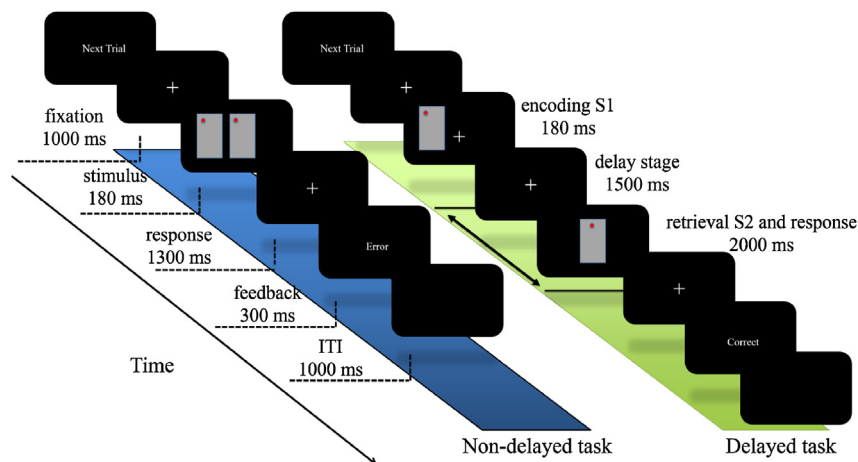 Next Trial
Next Trial
fixation
1000 ms
stimulus
180 ms
response
1300 ms
feedback
300 ms
ITI
1000 ms
Time
Error
Non-delayed task
encoding S1
180 ms
delay stage
1500 ms
retrieval S2 and response
2000 ms
Correct
Delayed task